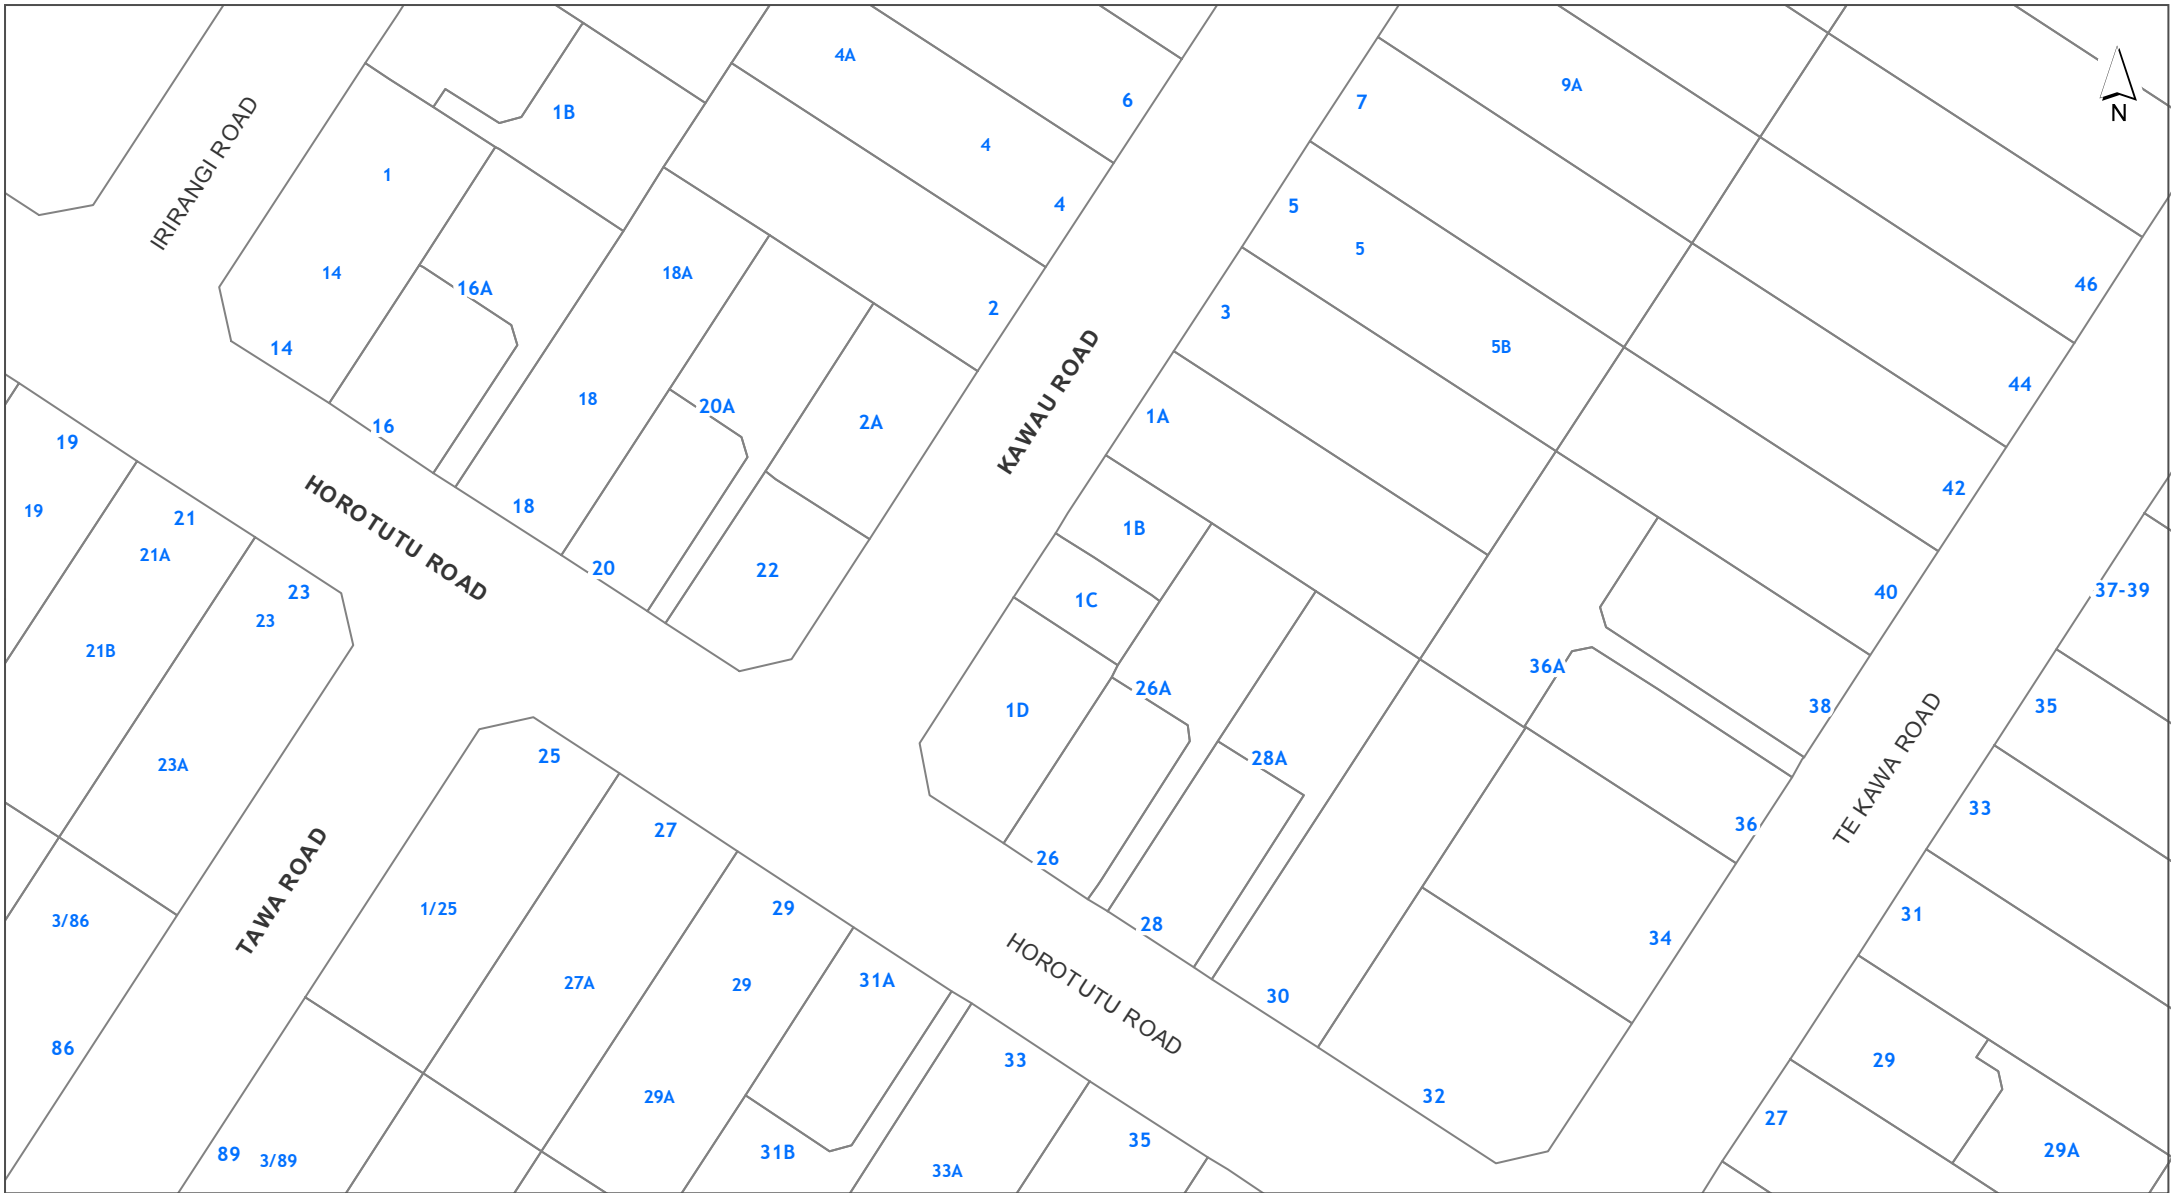 4A
6
7
9A
N
1B
IRIRANGI ROAD
1
4
4
5
5
14
16A
18A
2
3
46
14
5B
44
16
18
20A
2A
KAWAU ROAD
1A
19
19
HOROTUTU ROAD
18
42
21
21A
20
22
1B
40
37-39
23
23
1C
21B
26A
36A
38
35
25
1D
28A
TE KAWA ROAD
23A
27
33
36
TAWA ROAD
26
3/86
1/25
29
28
31
34
27A
29
31A
HOROTUTU ROAD
30
86
33
29
29A
32
27
89
3/89
31B
35
33A
29A